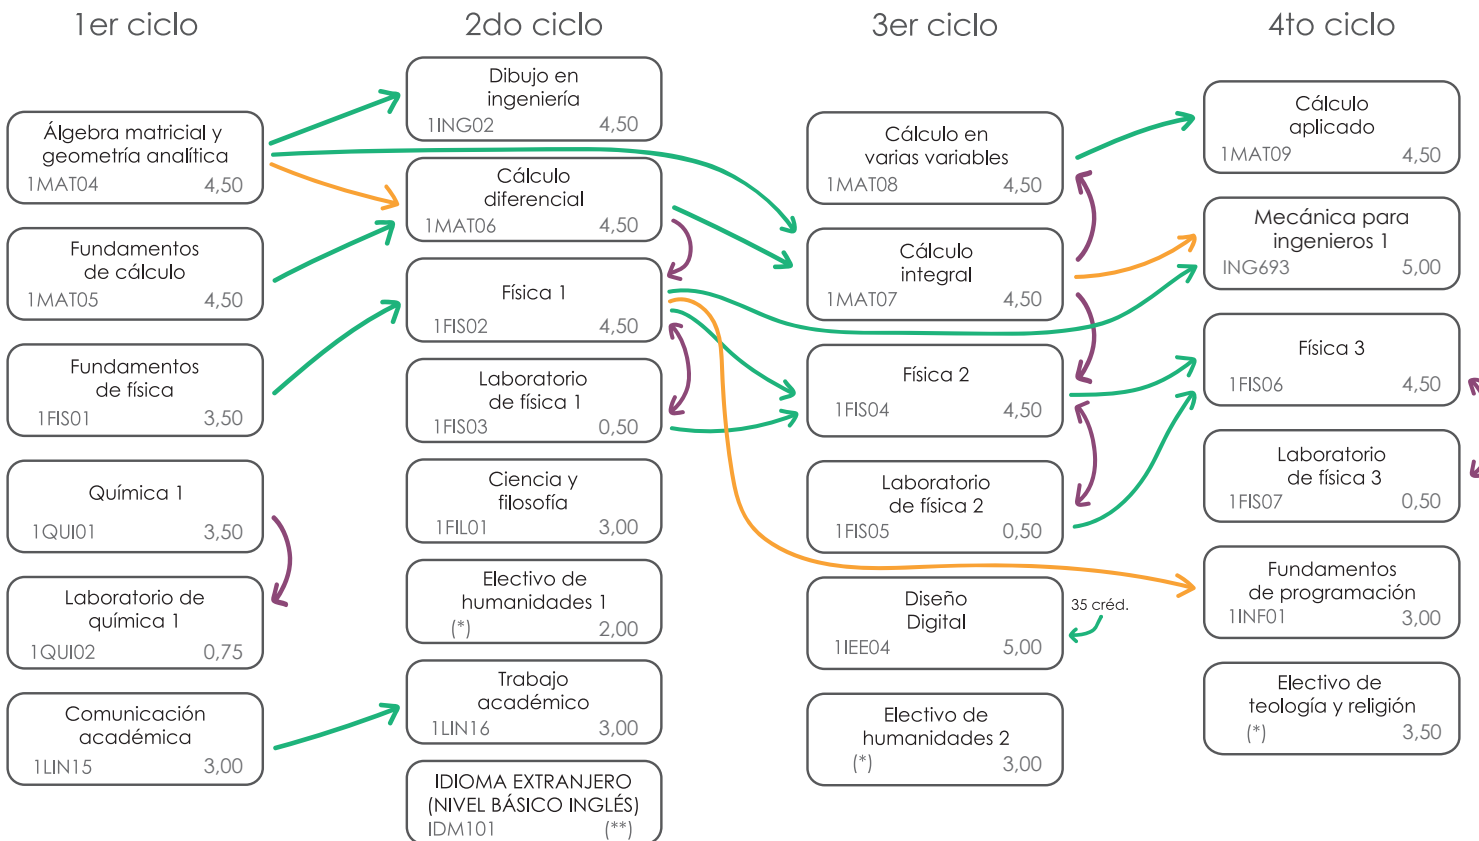 1er ciclo
Álgebra matricial y
geometría analítica
1MAT04 4,50
Fundamentos
de cálculo
1MAT05 4,50
Fundamentos
de física
1FIS01 3,50
Química 1
1QUI01 3,50
Laboratorio de
química 1
1QUI02 0,75
Comunicación
académica
1LIN15 3,00
2do ciclo
Dibujo en
ingeniería
1ING02 4,50
Cálculo
diferencial
1MAT06 4,50
Física 1
1FIS02 4,50
Laboratorio
de física 1
1FIS03 0,50
Ciencia y
filosofía
1FIL01 3,00
Electivo de
humanidades 1
(*) 2,00
Trabajo
académico
1LIN16 3,00
IDIOMA EXTRANJERO
(NIVEL BÁSICO INGLÉS)
IDM101 (**)
3er ciclo
Cálculo en
varias variables
1MAT08 4,50
Cálculo
integral
1MAT07 4,50
Física 2
1FIS04 4,50
Laboratorio
de física 2
1FIS05 0,50
Diseño
Digital
1IEE04 5,00
35 créd.
Electivo de
humanidades 2
(*) 3,00
4to ciclo
Cálculo
aplicado
1MAT09 4,50
Mecánica para
ingenieros 1
ING693 5,00
Física 3
1FIS06 4,50
Laboratorio
de física 3
1FIS07 0,50
Fundamentos
de programación
1INF01 3,00
Electivo de
teología y religión
(*) 3,50